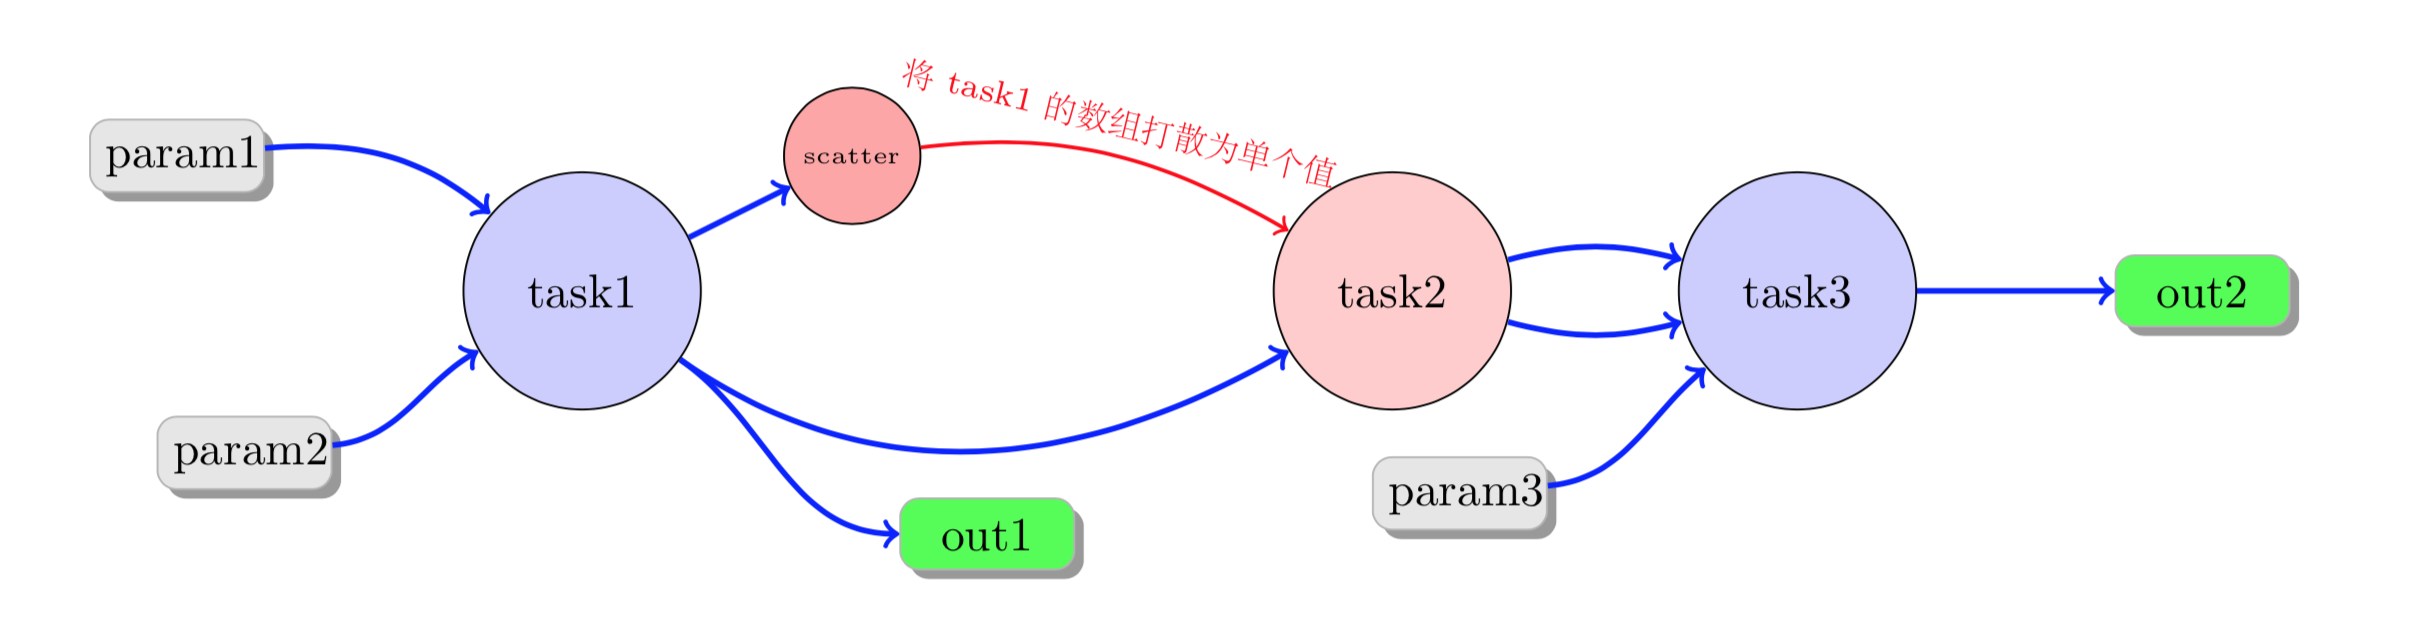 将 task1 的数组打散为单个值
param1
scatter
task1
task2
task3
out2
param2
param3
out1